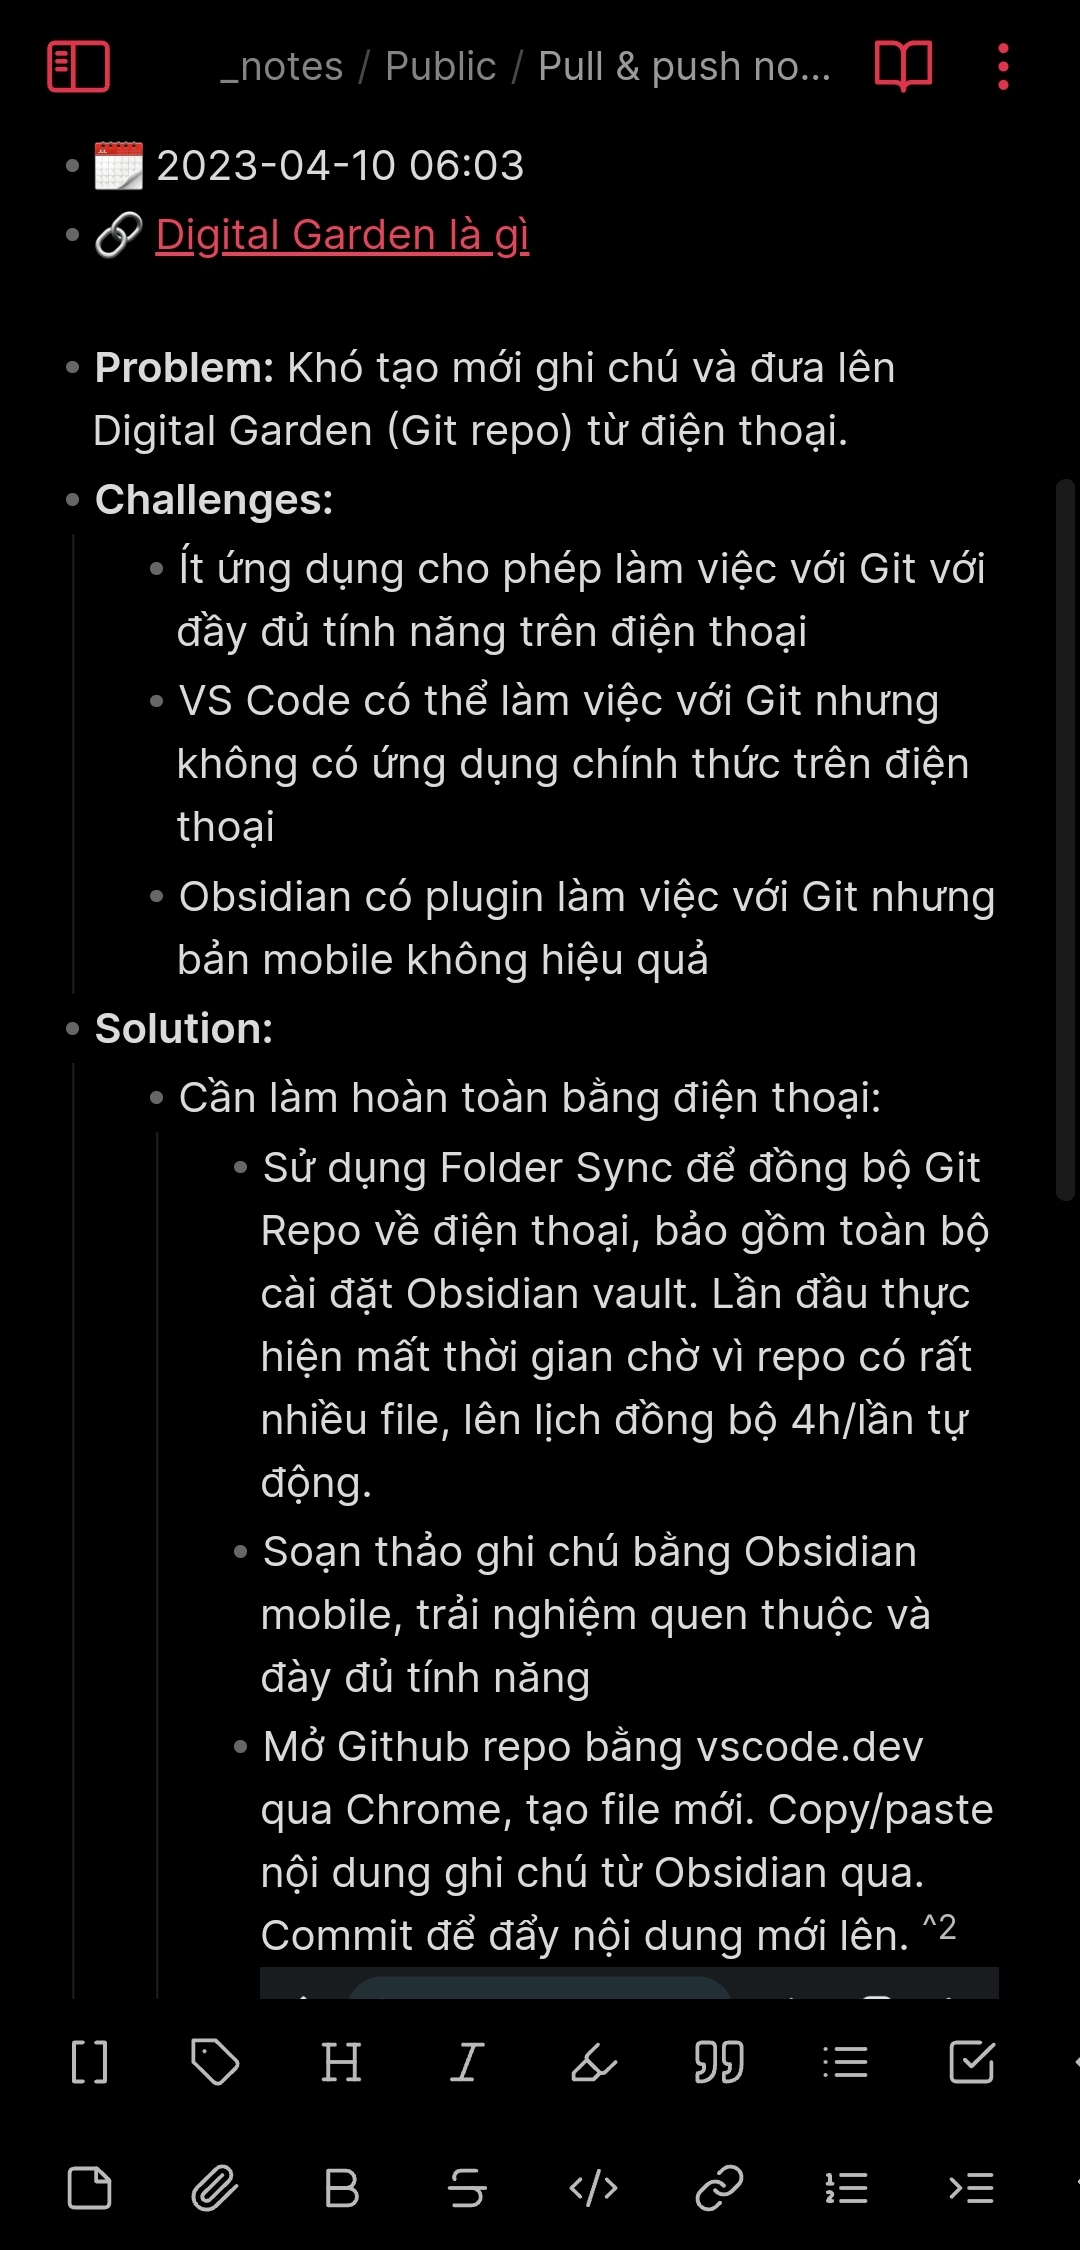 _notes / Public / Pull & push no...
2023-04-10 06:03
Digital Garden là gì
Problem: Khó tạo mới ghi chú và đưa lên
Digital Garden (Git repo) từ điện thoại.
Challenges:
Ít ứng dụng cho phép làm việc với Git với
đầy đủ tính năng trên điện thoại
VS Code có thể làm việc với Git nhưng
không có ứng dụng chính thức trên điện
thoại
Obsidian có plugin làm việc với Git nhưng
bản mobile không hiệu quả
Solution:
Cần làm hoàn toàn bằng điện thoại:
Sử dụng Folder Sync để đồng bộ Git
Repo về điện thoại, bảo gồm toàn bộ
cài đặt Obsidian vault. Lần đầu thực
hiện mất thời gian chờ vì repo có rất
nhiều file, lên lịch đồng bộ 4h/lần tự
động.
Soạn thảo ghi chú bằng Obsidian
mobile, trải nghiệm quen thuộc và
đày đủ tính năng
Mở Github repo bằng vscode.dev
qua Chrome, tạo file mới. Copy/paste
nội dung ghi chú từ Obsidian qua.
Commit để đẩy nội dung mới lên. ^2